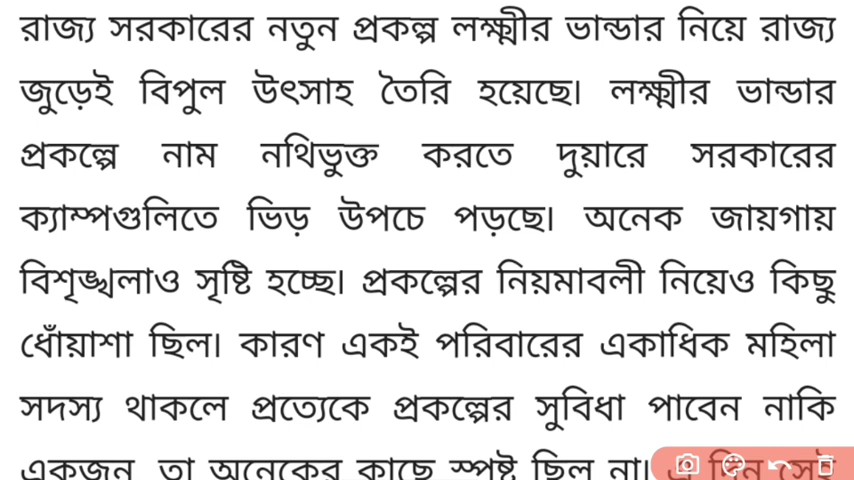 রাজ্য সরকারের নতুন প্রকল্প লক্ষ্মীর ভান্ডার নিয়ে রাজ্য
জুড়েই বিপুল উৎসাহ তৈরি হয়েছে। লক্ষ্মীর ভান্ডার
প্রকল্পে নাম নথিভুক্ত করতে দুয়ারে সরকারের
ক্যাম্পগুলিতে ভিড় উপচে পড়ছে। অনেক জায়গায়
বিশৃঙ্খলাও সৃষ্টি হচ্ছে। প্রকল্পের নিয়মাবলী নিয়েও কিছু
ধোঁয়াশা ছিল। কারণ একই পরিবারের একাধিক মহিলা
সদস্য থাকলে প্রত্যেকে প্রকল্পের সুবিধা পাবেন নাকি
একজন, তা অনেকের কাছে স্পষ্ট ছিল না। এ দিন সেই